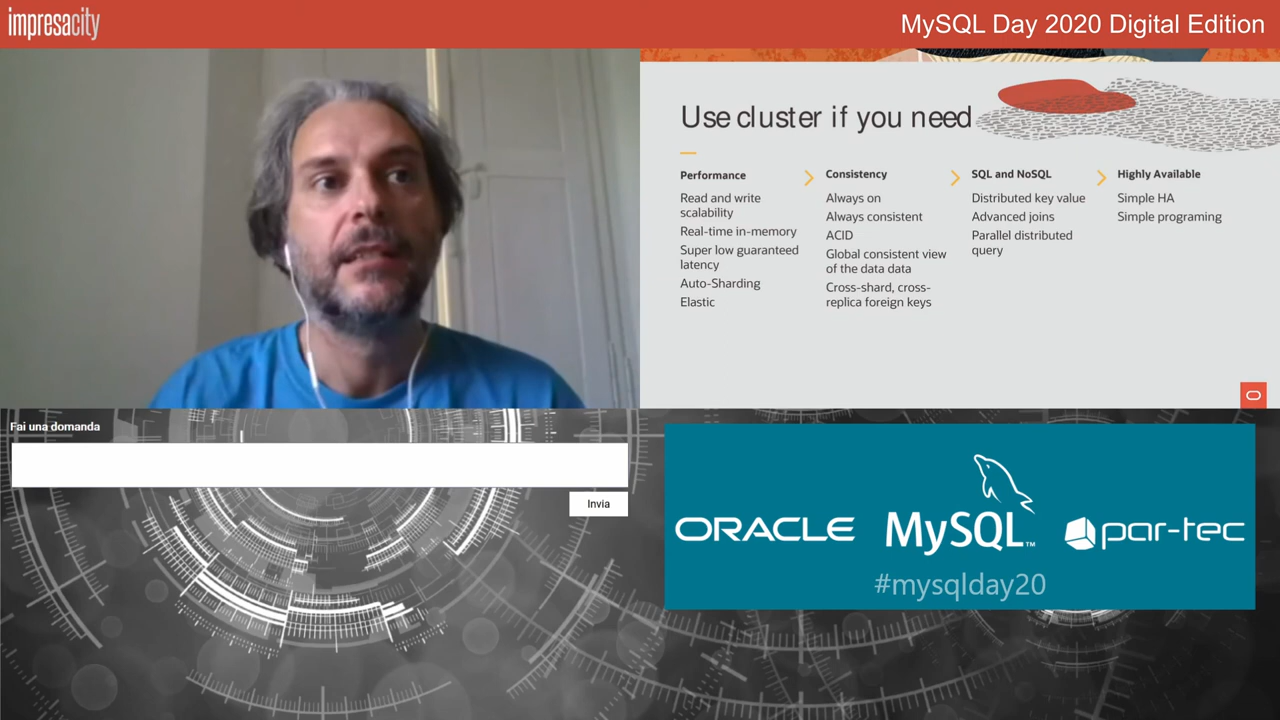 impresacity
MySQL Day 2020 Digital Edition
Use cluster if you need
Performance
Read and write
scalability
Real-time in-memory
Super low guaranteed
latency
Auto-Sharding
Elastic
Consistency
Always on
Always consistent
ACID
Global consistent view
of the data data
Cross-shard, cross-
replica foreign keys
SQL and NoSQL
Distributed key value
Advanced joins
Parallel distributed
query
Highly Available
Simple HA
Simple programing
Fai una domanda
Invia
ORACLE
MySQL™
par-tec
#mysqlday20